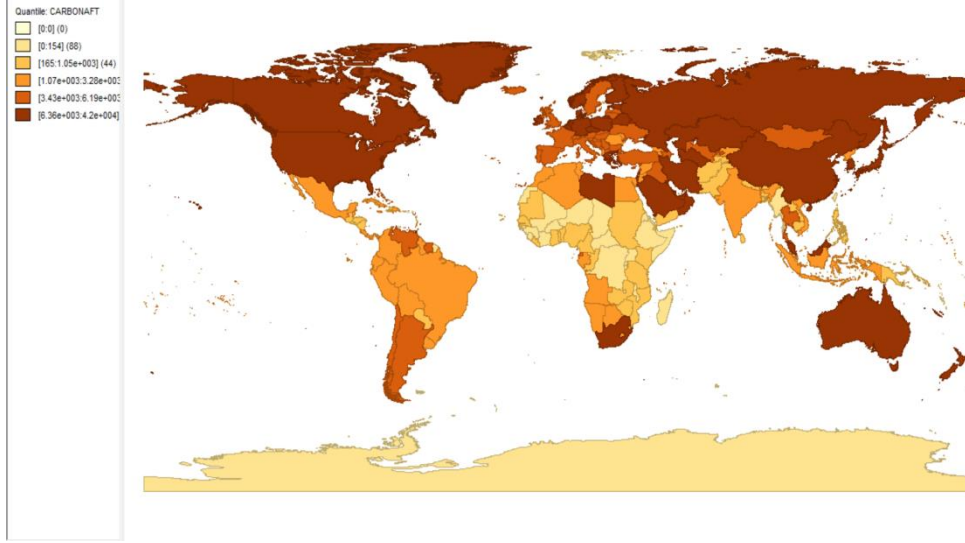 Quantile: CARBONAFT
[0:0] (0)
[0:154] (88)
[165:1.05e+003] (44)
[1.07e+003:3.28e+003
[3.43e+003:6.19e+003
[6.36e+003:4.2e+004]